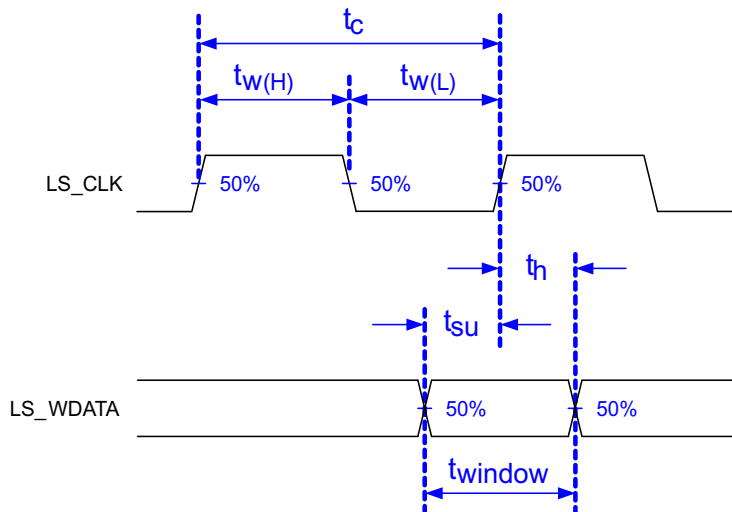 tc
tw(H) tw(L)
LS_CLK 50% 50% 50%
th
tsu
LS_WDATA 50% 50%
twindow